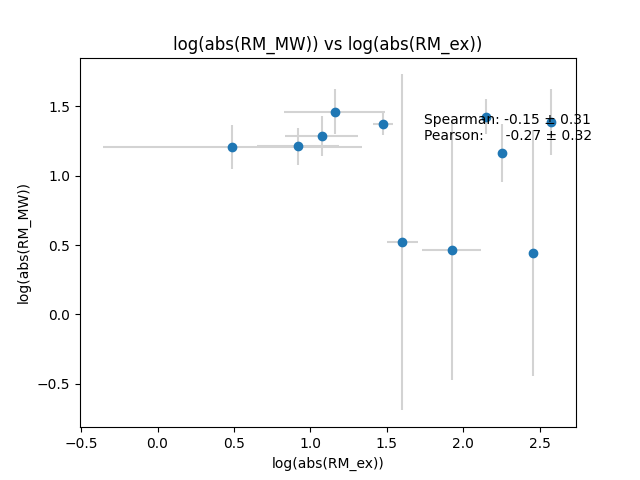 log(abs(RM_MW)) vs log(abs(RM_ex))
log(abs(RM_MW))
1.5
1.0
0.5
0.0
−0.5
Spearman: -0.15 ± 0.31
Pearson: -0.27 ± 0.32
−0.5 0.0 0.5 1.0 1.5 2.0 2.5
log(abs(RM_ex))